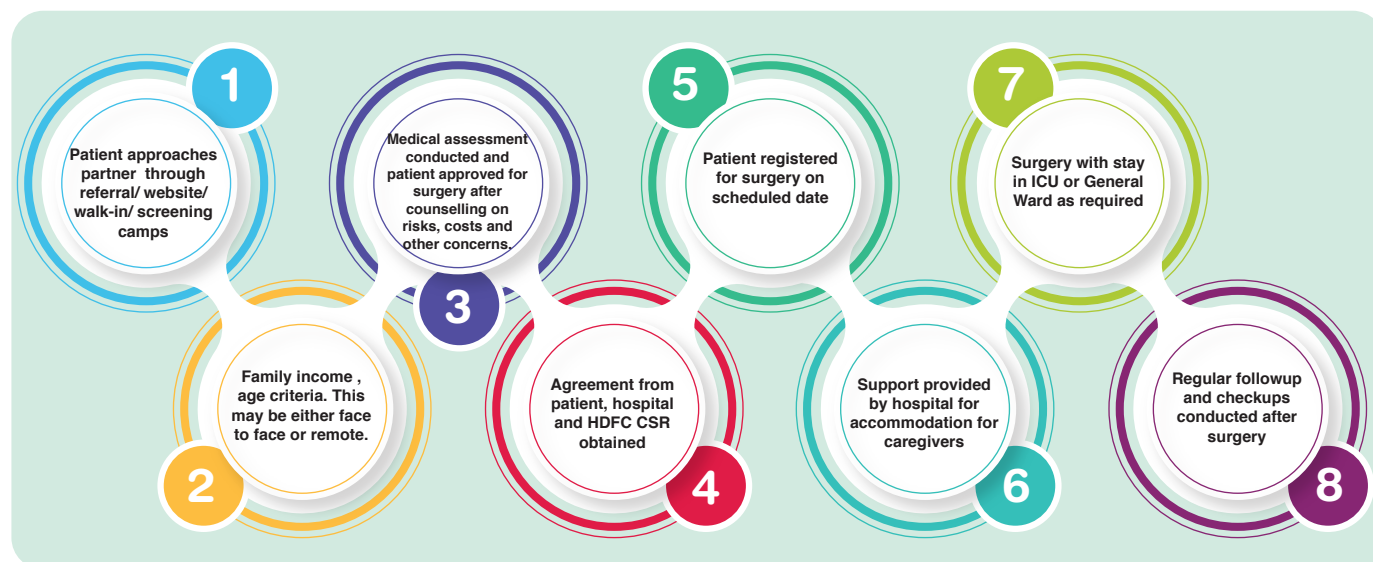 1
Patient approaches
partner through
referral/ website/
walk-in/ screening
camps
2
Family income ,
age criteria. This
may be either face
to face or remote.
3
Medical assessment
conducted and
patient approved for
surgery after
counselling on
risks, costs and
other concerns.
4
Agreement from
patient, hospital
and HDFC CSR
obtained
5
Patient registered
for surgery on
scheduled date
6
Support provided
by hospital for
accommodation for
caregivers
7
Surgery with stay
in ICU or General
Ward as required
8
Regular followup
and checkups
conducted after
surgery